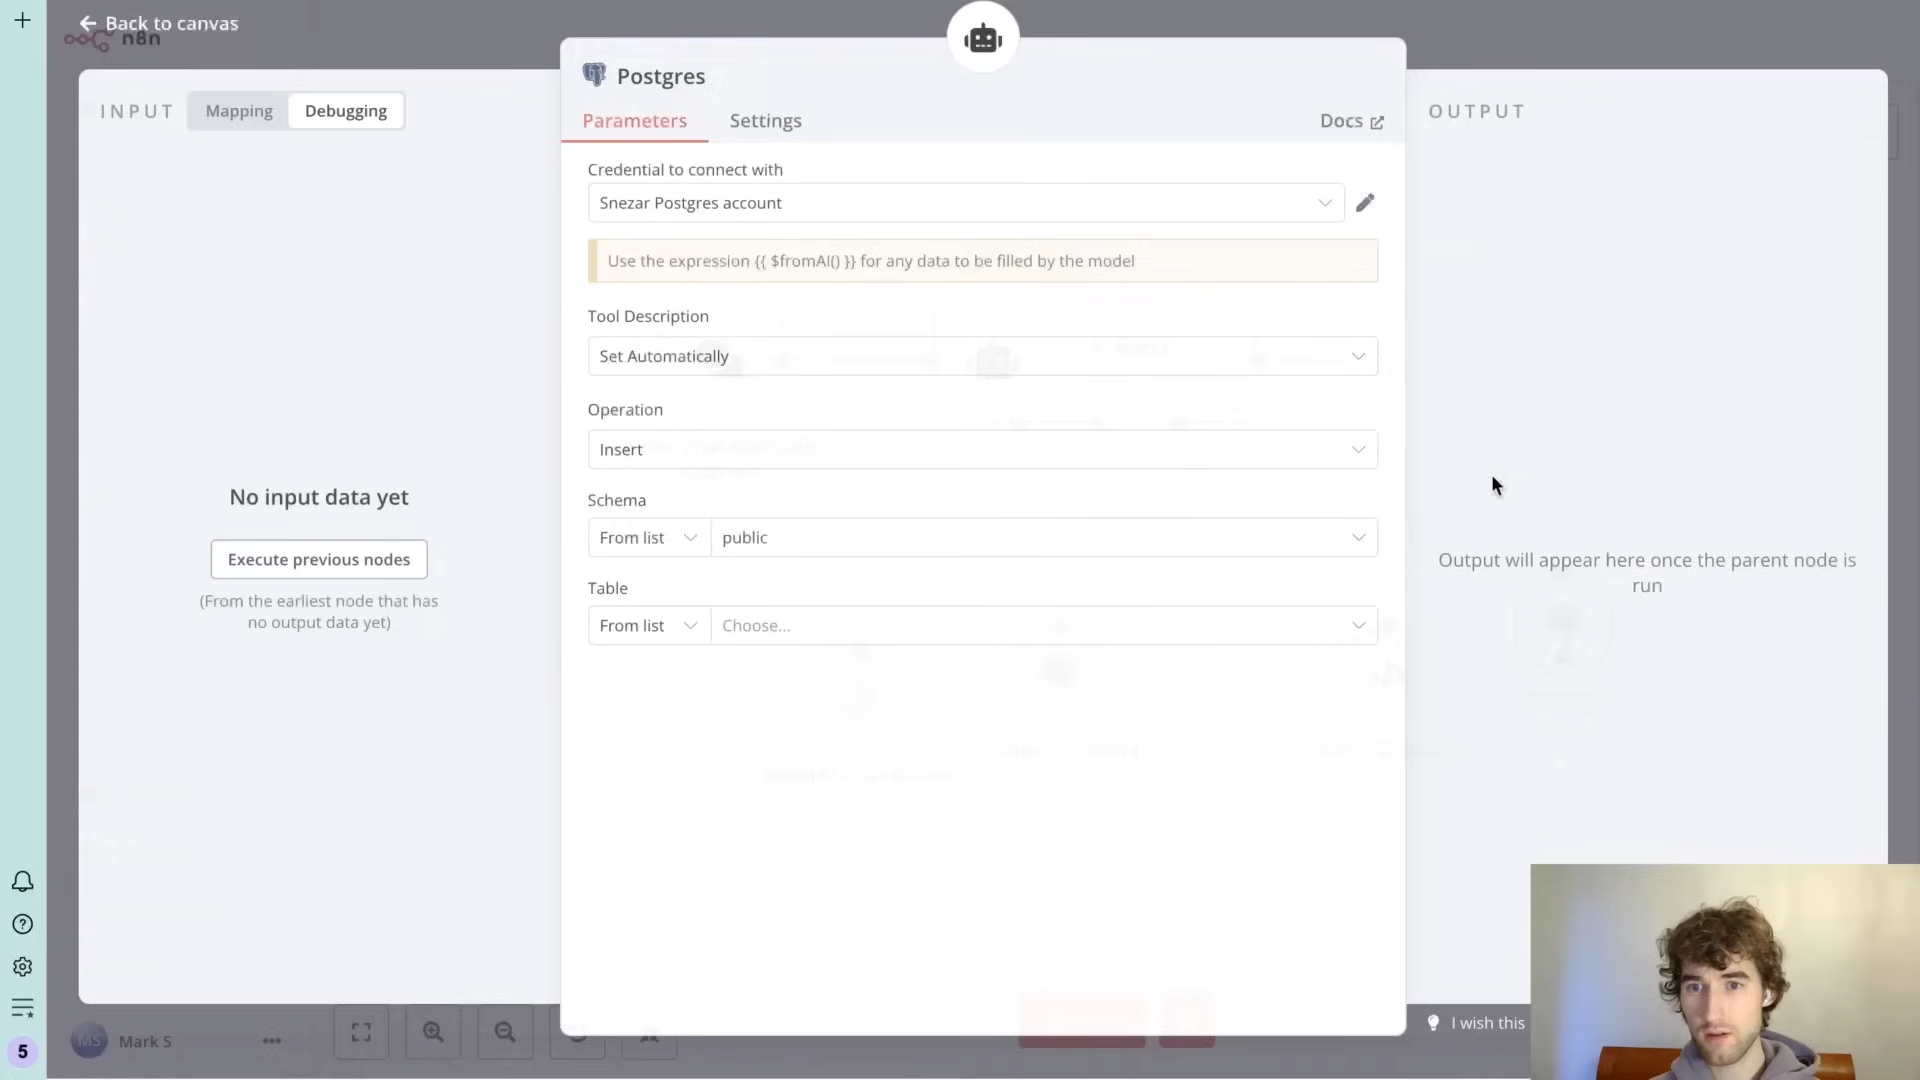 Back to canvas
n8n
INPUT
Mapping
Debugging
No input data yet
Execute previous nodes
(From the earliest node that has
no output data yet)
Postgres
Parameters
Settings
Docs
Credential to connect with
Snezar Postgres account
Use the expression {{ $fromAI() }} for any data to be filled by the model
Tool Description
Set Automatically
Operation
Insert
Schema
From list
public
Table
From list
Choose...
OUTPUT
Output will appear here once the parent node is
run
I wish this
MS
Mark S
5